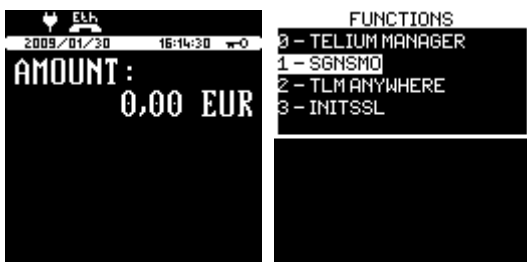 Eth
2009/01/30 16:14:30
AMOUNT:
0,00 EUR
FUNCTIONS
0 - TELIUM MANAGER
1 - SGNSMO
2 - TLM ANYWHERE
3 - INITSSL